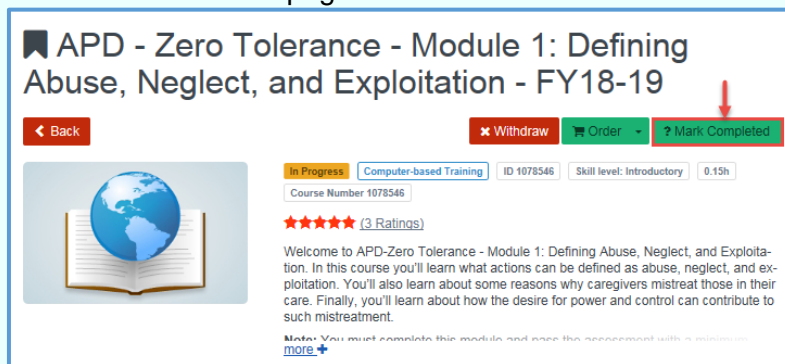 APD - Zero Tolerance - Module 1: Defining
Abuse, Neglect, and Exploitation - FY18-19
Back
Withdraw
Order
? Mark Completed
In Progress
Computer-based Training
ID 1078546
Skill level: Introductory
0.15h
Course Number 1078546
(3 Ratings)
Welcome to APD-Zero Tolerance - Module 1: Defining Abuse, Neglect, and Exploita-
tion. In this course you'll learn what actions can be defined as abuse, neglect, and ex-
ploitation. You'll also learn about some reasons why caregivers mistreat those in their
care. Finally, you'll learn about how the desire for power and control can contribute to
such mistreatment.
Note: You must complete this module and pass the assessment with a minimum
more +